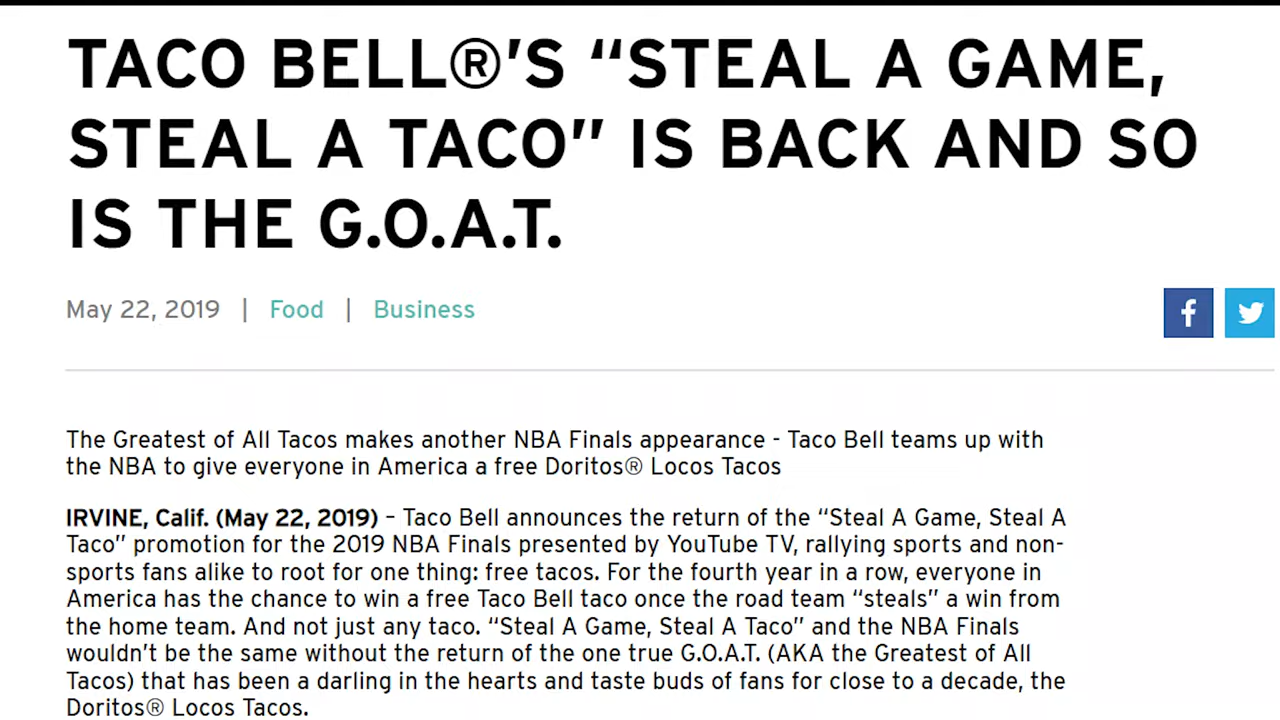 TACO BELL®'S “STEAL A GAME,
STEAL A TACO” IS BACK AND SO
IS THE G.O.A.T.
May 22, 2019 | Food | Business
The Greatest of All Tacos makes another NBA Finals appearance - Taco Bell teams up with
the NBA to give everyone in America a free Doritos® Locos Tacos
IRVINE, Calif. (May 22, 2019) – Taco Bell announces the return of the “Steal A Game, Steal A
Taco” promotion for the 2019 NBA Finals presented by YouTube TV, rallying sports and non-
sports fans alike to root for one thing: free tacos. For the fourth year in a row, everyone in
America has the chance to win a free Taco Bell taco once the road team “steals” a win from
the home team. And not just any taco. “Steal A Game, Steal A Taco” and the NBA Finals
wouldn't be the same without the return of the one true G.O.A.T. (AKA the Greatest of All
Tacos) that has been a darling in the hearts and taste buds of fans for close to a decade, the
Doritos® Locos Tacos.